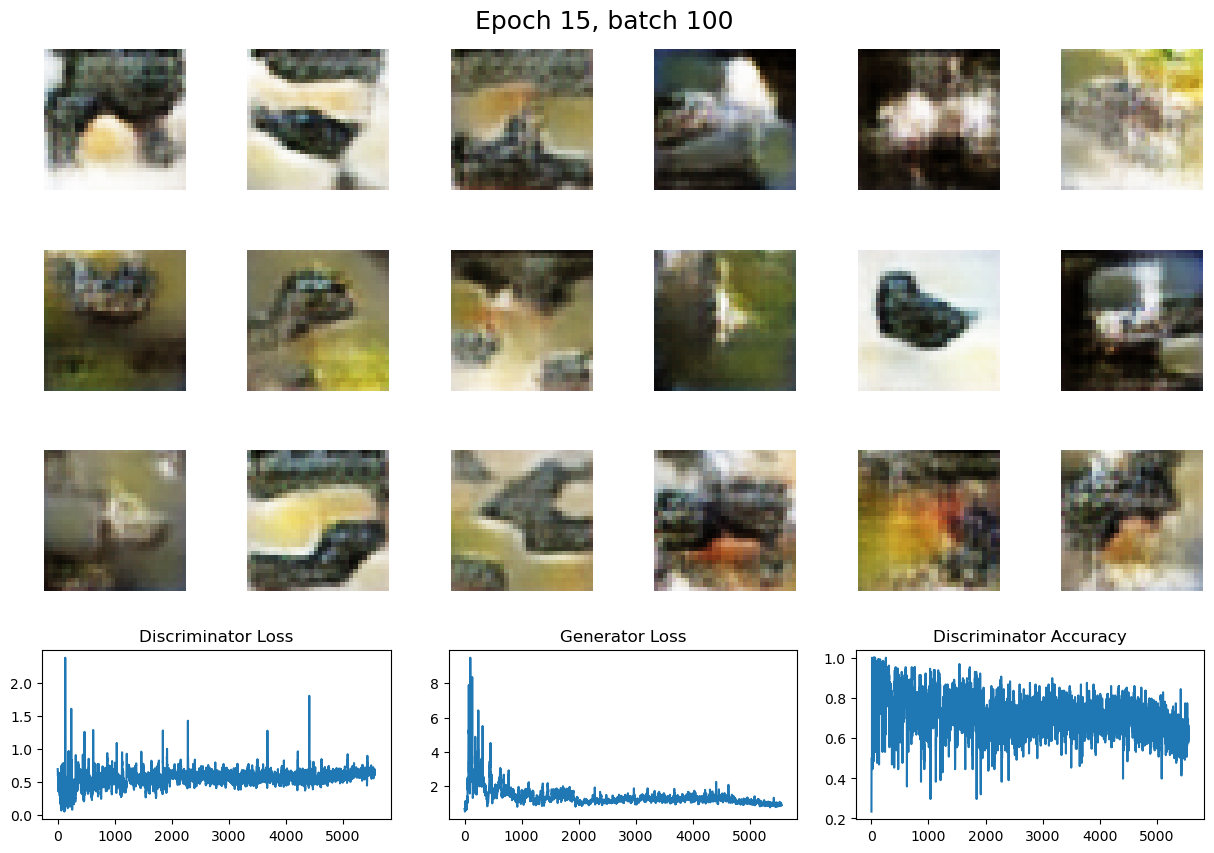 Epoch 15, batch 100
Discriminator Loss
Generator Loss
Discriminator Accuracy
2.0
1.5
1.0
0.5
0.0
0 1000 2000 3000 4000 5000
8
6
4
2
0 1000 2000 3000 4000 5000
1.0
0.8
0.6
0.4
0.2
0 1000 2000 3000 4000 5000